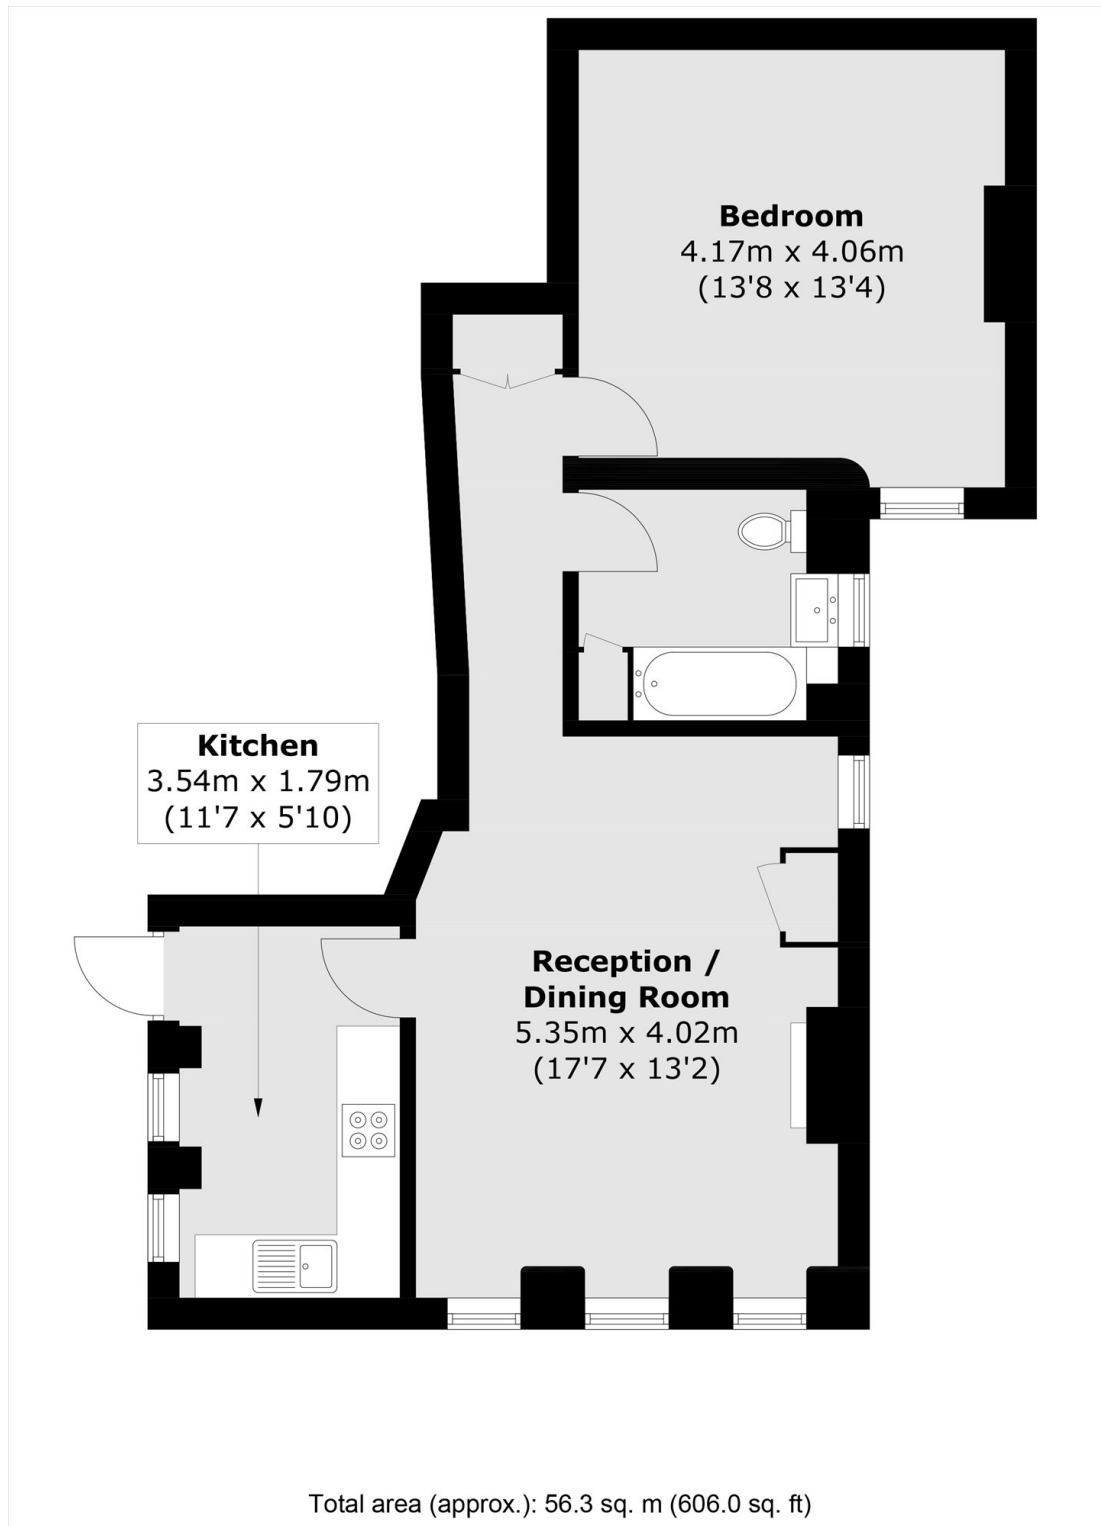 Bedroom
4.17m x 4.06m
(13'8 x 13'4)
Kitchen
3.54m x 1.79m
(11'7 x 5'10)
Reception /
Dining Room
5.35m x 4.02m
(17'7 x 13'2)
Total area (approx.): 56.3 sq. m (606.0 sq. ft)